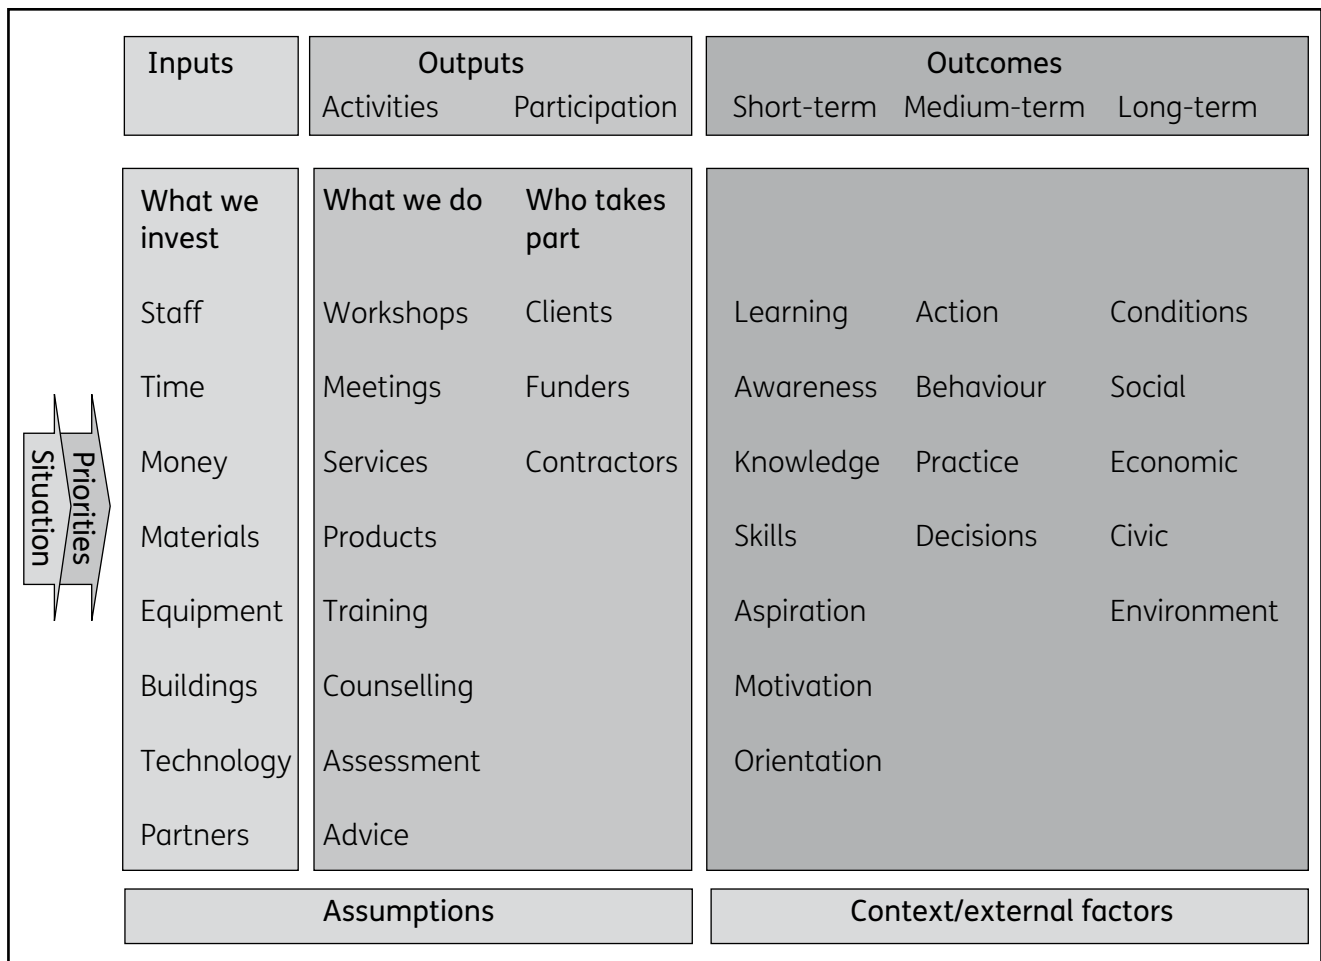 Inputs
Outputs
Activities Participation
Outcomes
Short-term Medium-term Long-term
Situation
Priorities
What we
invest
Staff
Time
Money
Materials
Equipment
Buildings
Technology
Partners
What we do
Workshops
Meetings
Services
Products
Training
Counselling
Assessment
Advice
Who takes
part
Clients
Funders
Contractors
Learning
Awareness
Knowledge
Skills
Aspiration
Motivation
Orientation
Action
Behaviour
Practice
Decisions
Conditions
Social
Economic
Civic
Environment
Assumptions
Context/external factors